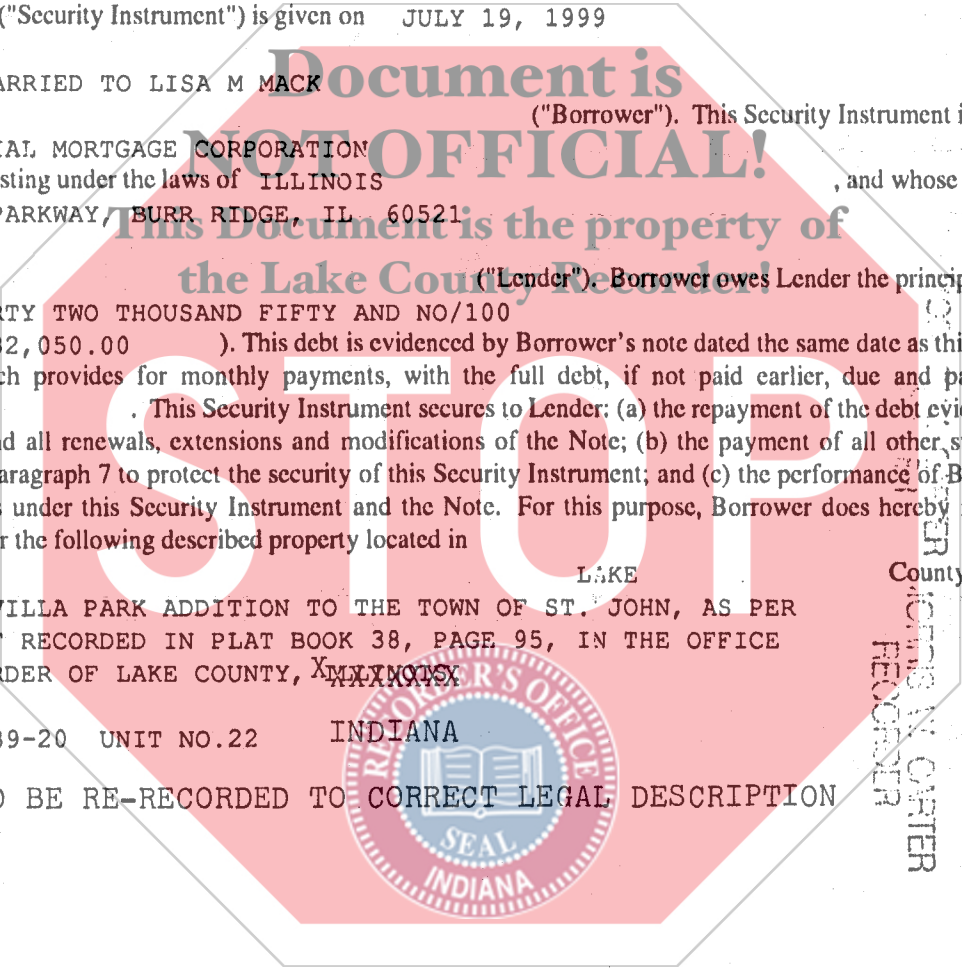 ("Security Instrument") is given on JULY 19, 1999
Document is
ARRIED TO LISA M MACK
("Borrower"). This Security Instrument i
NOT OFFICIAL!
IAL MORTGAGE CORPORATION
sting under the laws of ILLINOIS , and whose
PARKWAY, BURR RIDGE, IL 60521
This Document is the property of
the Lake County Recorder!
("Lender"). Borrower owes Lender the princip
RTY TWO THOUSAND FIFTY AND NO/100
32,050.00 ). This debt is evidenced by Borrower's note dated the same date as thi
ch provides for monthly payments, with the full debt, if not paid earlier, due and pa
. This Security Instrument secures to Lender: (a) the repayment of the debt evi
nd all renewals, extensions and modifications of the Note; (b) the payment of all other s
aragraph 7 to protect the security of this Security Instrument; and (c) the performance of B
s under this Security Instrument and the Note. For this purpose, Borrower does hereby
r the following described property located in
STOP
LAKE County
VILLA PARK ADDITION TO THE TOWN OF ST. JOHN, AS PER
T RECORDED IN PLAT BOOK 38, PAGE 95, IN THE OFFICE
RDER OF LAKE COUNTY,
39-20 UNIT NO.22 INDIANA
O BE RE-RECORDED TO CORRECT LEGAL DESCRIPTION
RECORDER'S OFFICE
SEAL
INDIANA
CARTER
RECORDER